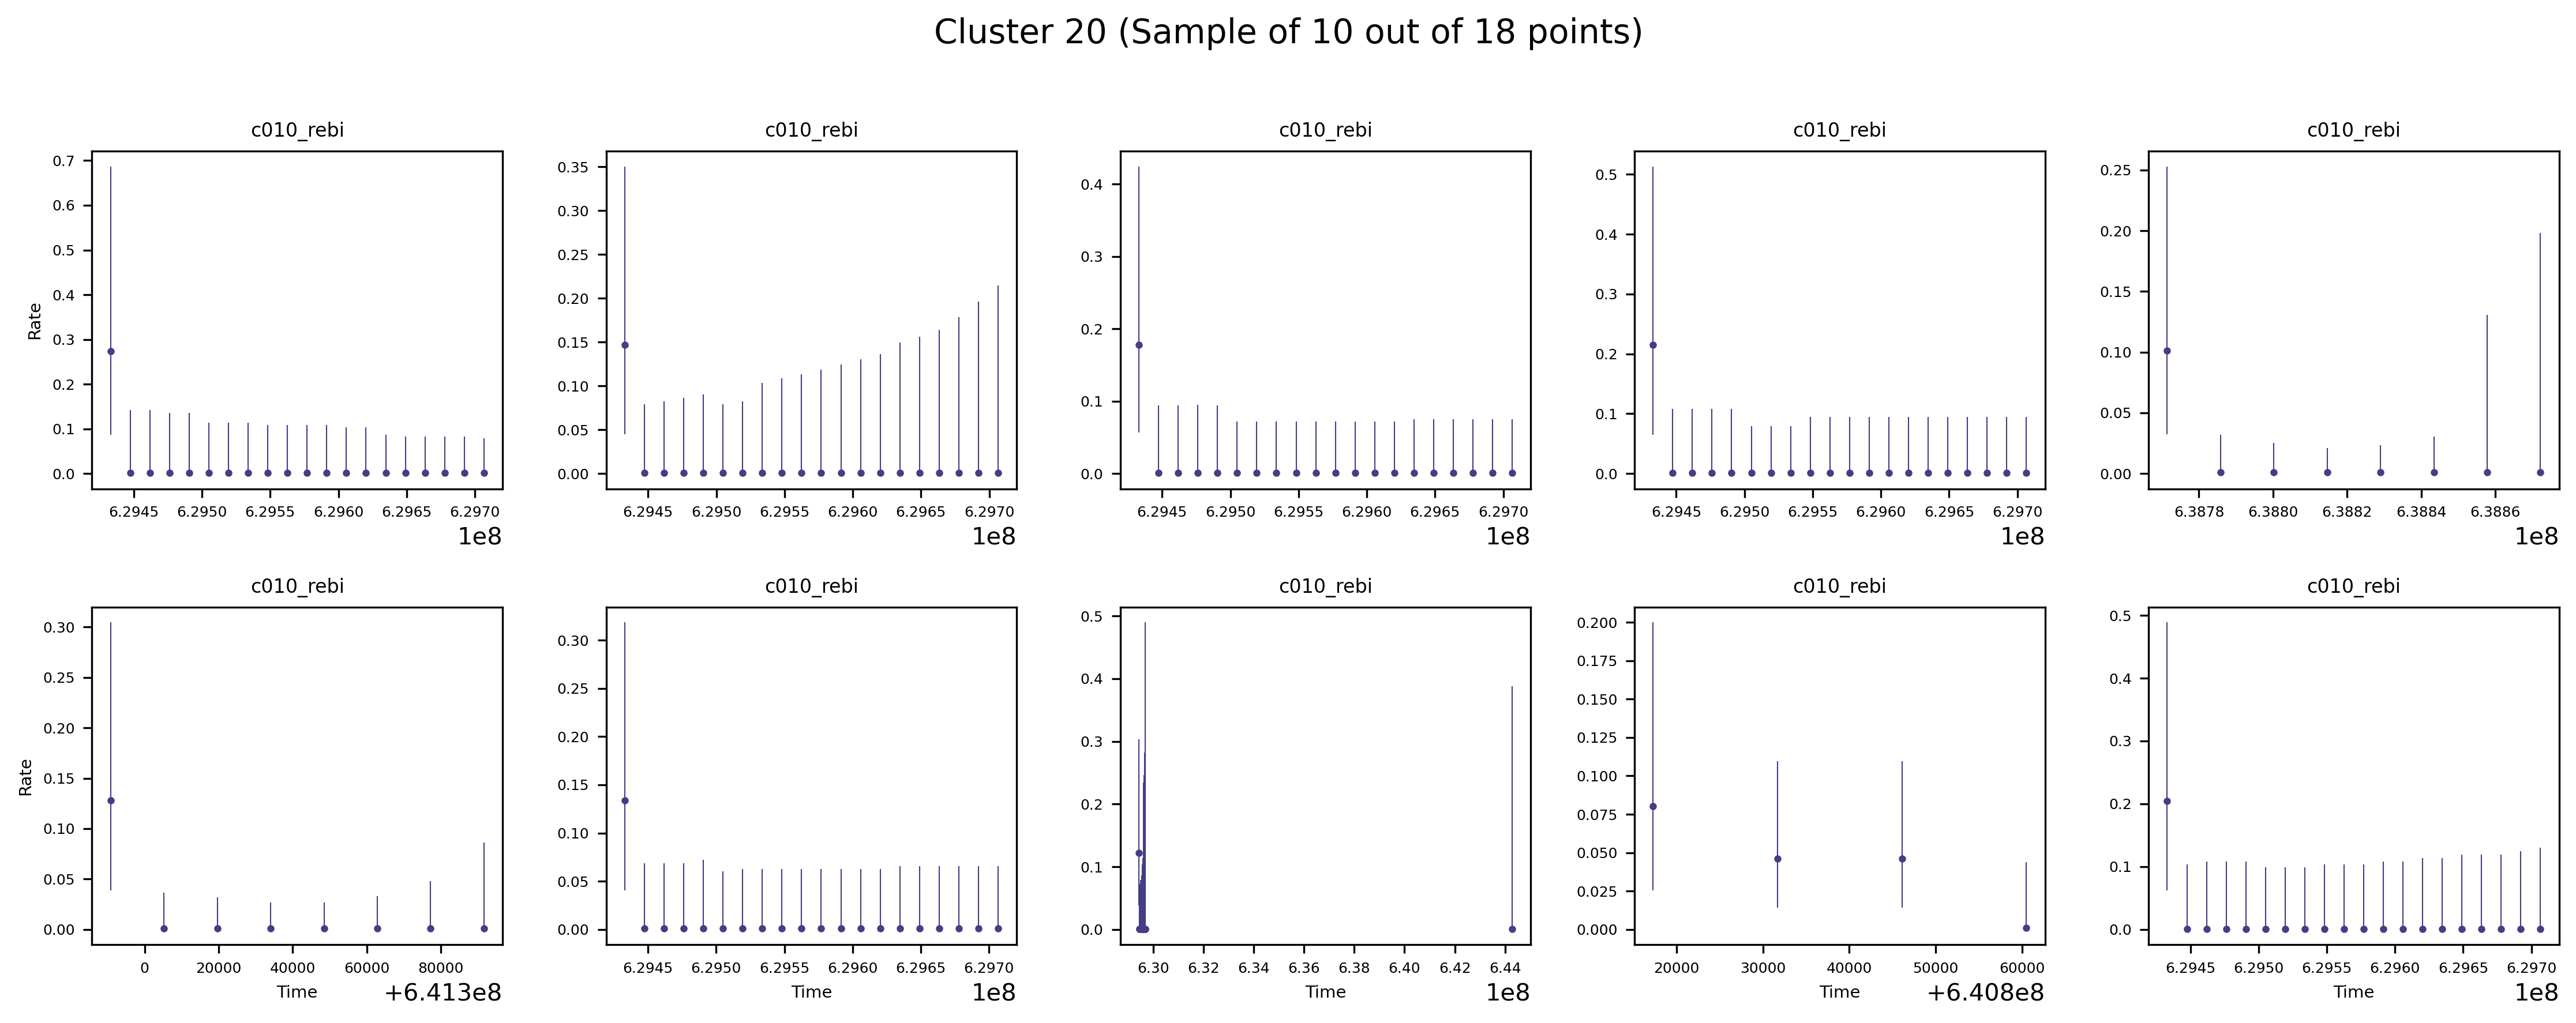 Cluster 20 (Sample of 10 out of 18 points)
c010_rebi c010_rebi c010_rebi c010_rebi c010_rebi
Rate
0.7 0.6 0.5 0.4 0.3 0.2 0.1 0.0
6.2945 6.2950 6.2955 6.2960 6.2965 6.2970
1e8
0.35 0.30 0.25 0.20 0.15 0.10 0.05 0.00
6.2945 6.2950 6.2955 6.2960 6.2965 6.2970
1e8
0.4 0.3 0.2 0.1 0.0
6.2945 6.2950 6.2955 6.2960 6.2965 6.2970
1e8
0.5 0.4 0.3 0.2 0.1 0.0
6.2945 6.2950 6.2955 6.2960 6.2965 6.2970
1e8
0.25 0.20 0.15 0.10 0.05 0.00
6.3878 6.3880 6.3882 6.3884 6.3886
1e8
c010_rebi c010_rebi c010_rebi c010_rebi c010_rebi
Rate
0.30 0.25 0.20 0.15 0.10 0.05 0.00
0 20000 40000 60000 80000
Time +6.413e8
0.30 0.25 0.20 0.15 0.10 0.05 0.00
6.2945 6.2950 6.2955 6.2960 6.2965 6.2970
Time 1e8
0.5 0.4 0.3 0.2 0.1 0.0
6.30 6.32 6.34 6.36 6.38 6.40 6.42 6.44
Time 1e8
0.200 0.175 0.150 0.125 0.100 0.075 0.050 0.025 0.000
20000 30000 40000 50000 60000
Time +6.408e8
0.5 0.4 0.3 0.2 0.1 0.0
6.2945 6.2950 6.2955 6.2960 6.2965 6.2970
Time 1e8